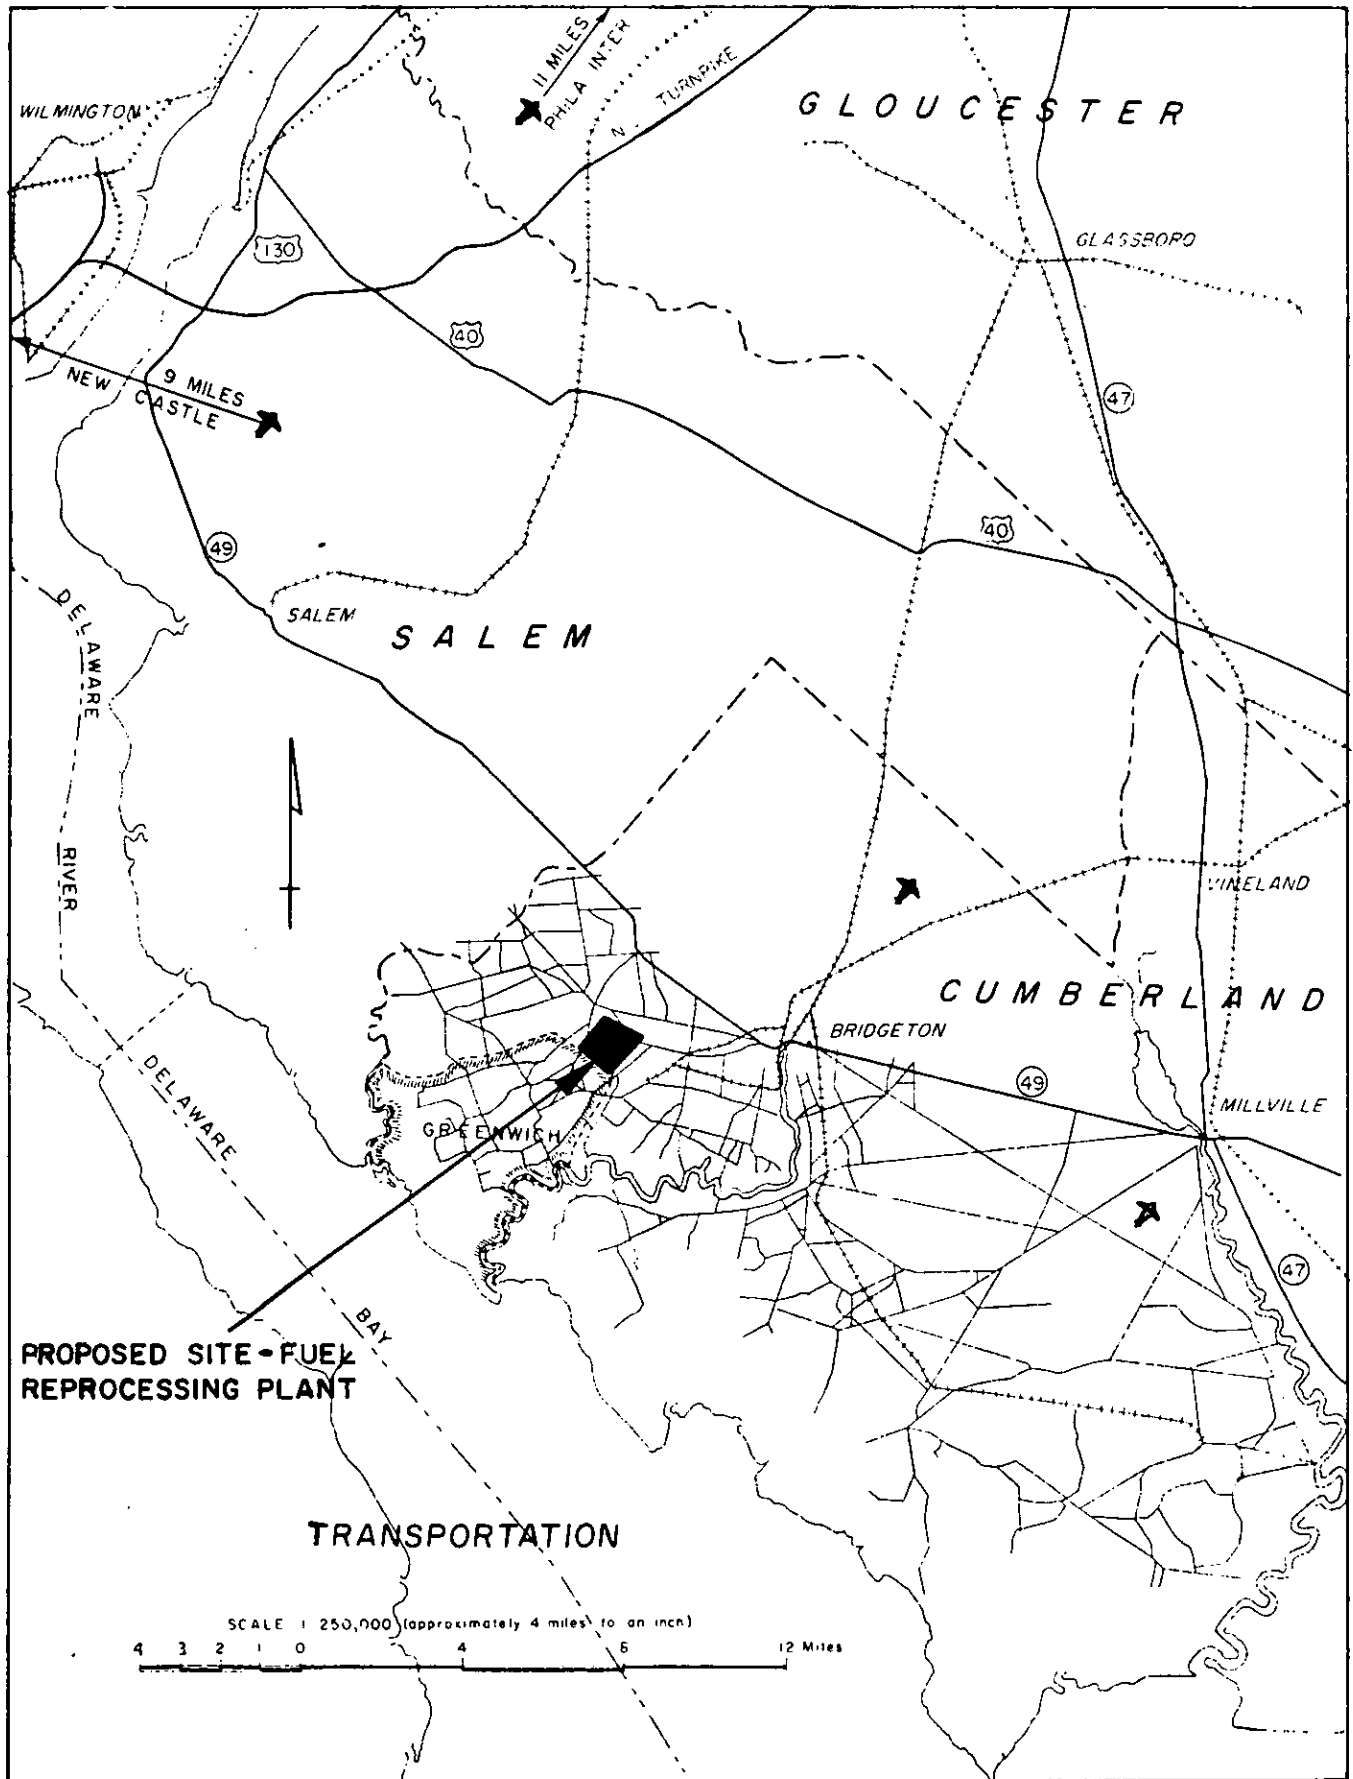 11 MILES
PHILA INTER
N. TURNPIKE
WILMINGTON
GLOUCESTER
130
GLASSBORO
40
9 MILES
NEW CASTLE
47
40
49
SALEM
SALEM
DELAWARE
RIVER
VINELAND
CUMBERLAND
BRIDGETON
DELAWARE
49
MILLVILLE
GREENWICH
47
BAY
PROPOSED SITE - FUEL
REPROCESSING PLANT
TRANSPORTATION
SCALE 1 250,000 (approximately 4 miles to an inch)
4 3 2 1 0 4 8 12 Miles